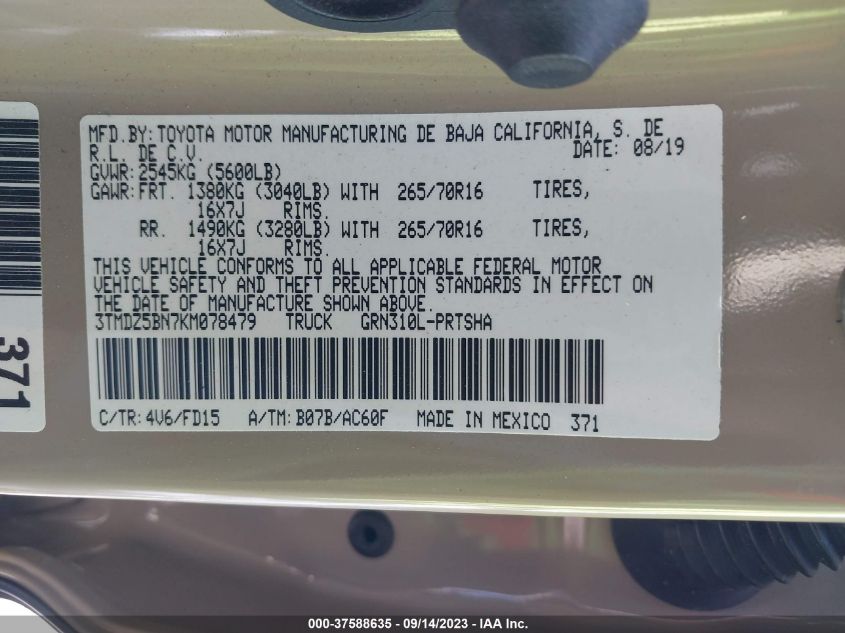 MFD.BY: TOYOTA MOTOR MANUFACTURING DE BAJA CALIFORNIA, S. DE
R.L. DE C.V. DATE: 08/19
GVWR: 2545KG (5600LB)
GAWR: FRT. 1380KG (3040LB) WITH 265/70R16 TIRES,
16X7J RIMS.
RR. 1490KG (3280LB) WITH 265/70R16 TIRES,
16X7J RIMS.
THIS VEHICLE CONFORMS TO ALL APPLICABLE FEDERAL MOTOR
VEHICLE SAFETY AND THEFT PREVENTION STANDARDS IN EFFECT ON
THE DATE OF MANUFACTURE SHOWN ABOVE.
3TMDZ5BN7KM078479 TRUCK GRN310L-PRTSHA
C/TR: 4V6/FD15 A/TM: B07B/AC60F MADE IN MEXICO 371
371
000-37588635 - 09/14/2023 - IAA Inc.